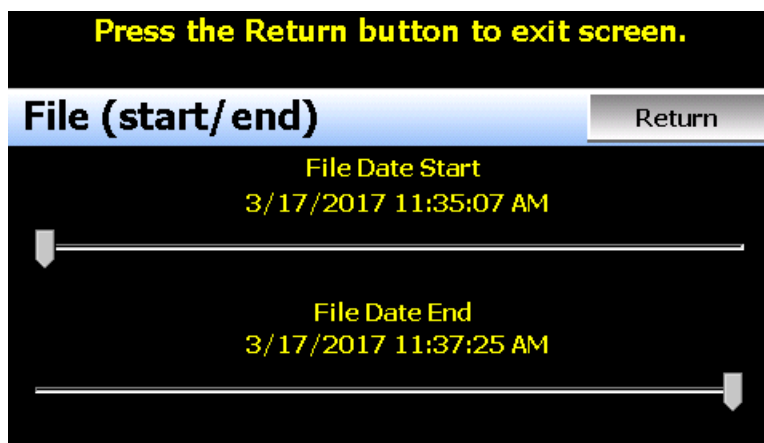 Press the Return button to exit screen.
File (start/end)
Return
File Date Start
3/17/2017 11:35:07 AM
File Date End
3/17/2017 11:37:25 AM